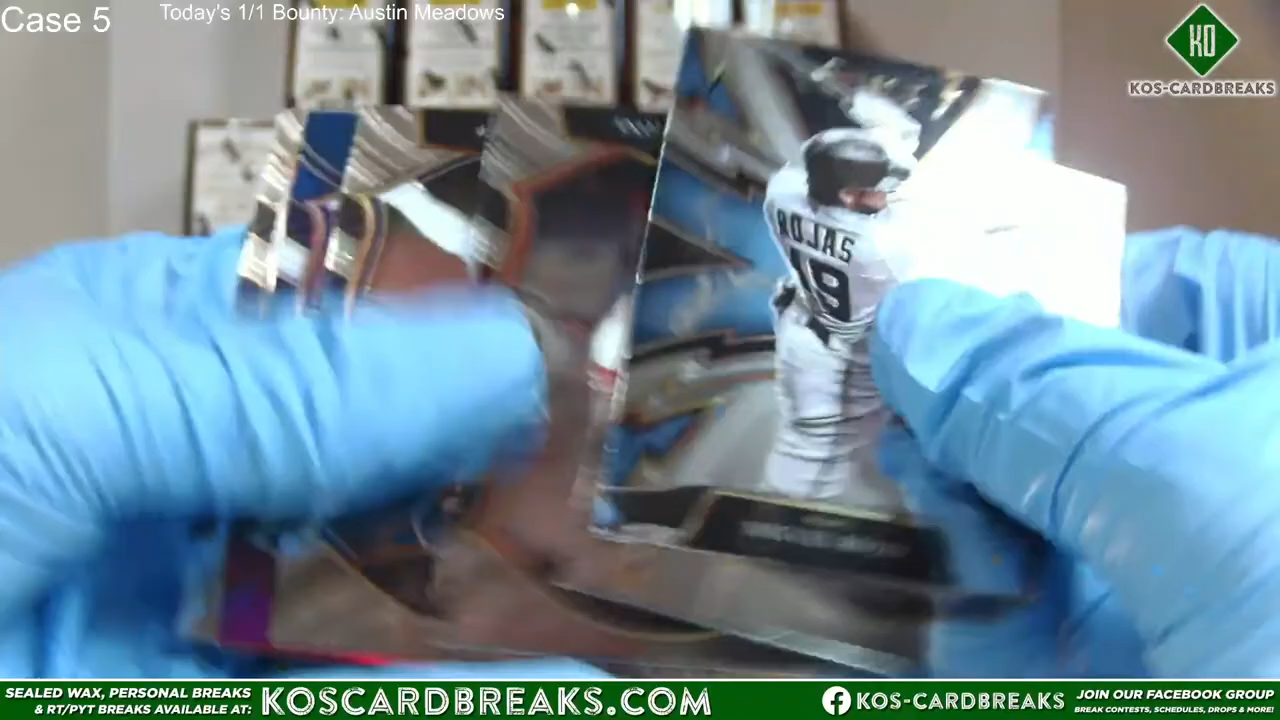 Case 5
Today's 1/1 Bounty: Austin Meadows
KO
KOS-CARDBREAKS
ROJAS
19
SEALED WAX, PERSONAL BREAKS
& RT/PYT BREAKS AVAILABLE AT:
KOSCARDBREAKS.COM
KOS-CARDBREAKS
JOIN OUR FACEBOOK GROUP
BREAK CONTESTS, SCHEDULES, DROPS & MORE!